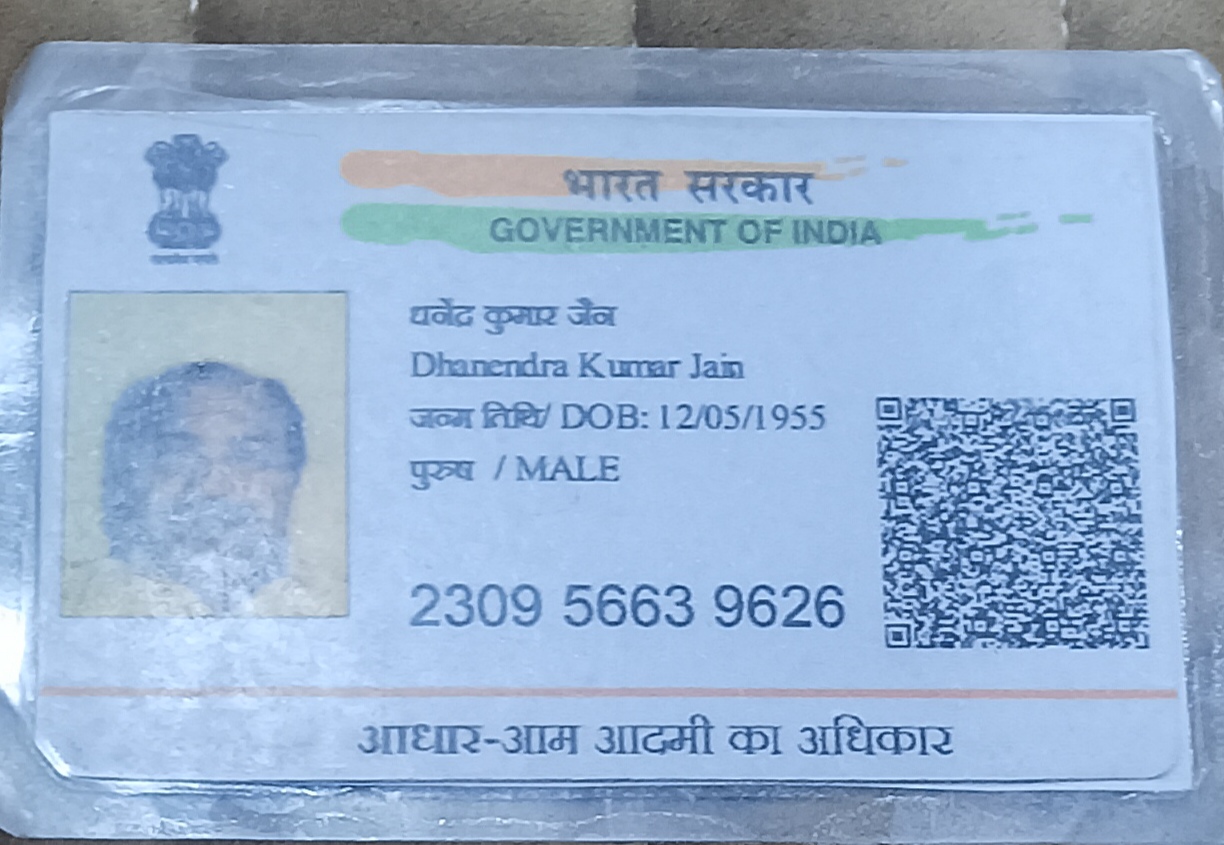 भारत सरकार
GOVERNMENT OF INDIA
धनेंद्र कुमार जैन
Dhanendra Kumar Jain
जन्म तिथि/ DOB: 12/05/1955
पुरुष / MALE
2309 5663 9626
आधार-आम आदमी का अधिकार